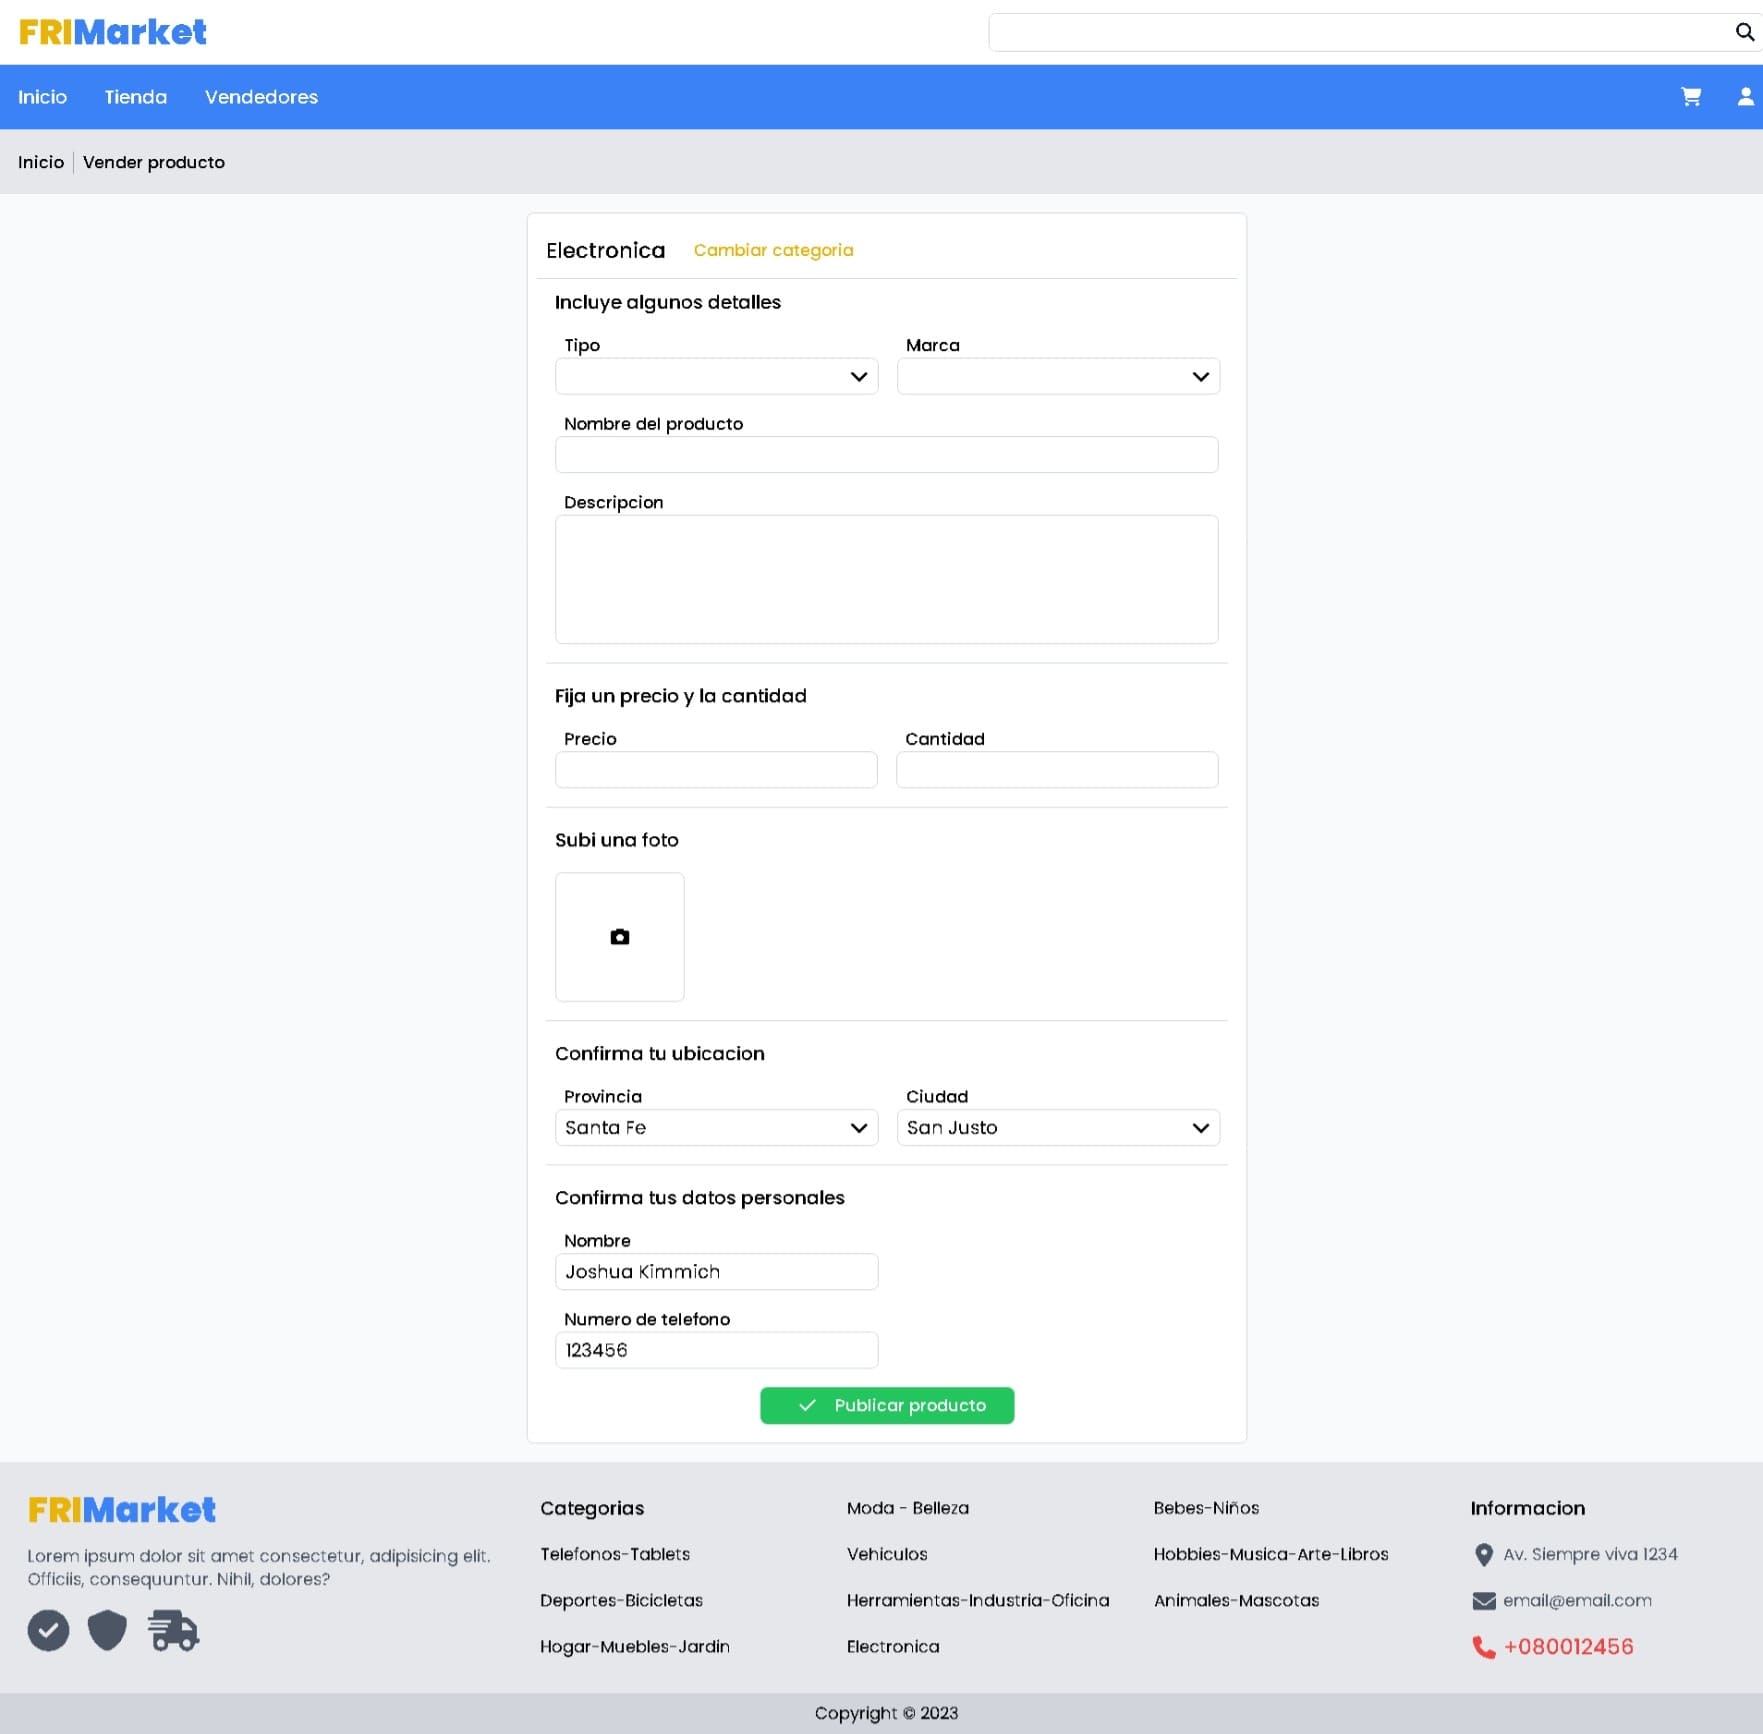 FRIMarket
Inicio Tienda Vendedores
Inicio Vender producto
Electronica Cambiar categoria
Incluye algunos detalles
Tipo Marca
Nombre del producto
Descripcion
Fija un precio y la cantidad
Precio Cantidad
Subi una foto
Confirma tu ubicacion
Provincia Ciudad
Santa Fe San Justo
Confirma tus datos personales
Nombre
Joshua Kimmich
Numero de telefono
123456
Publicar producto
FRIMarket
Lorem ipsum dolor sit amet consectetur, adipisicing elit.
Officiis, consequuntur. Nihil, dolores?
Categorias Moda - Belleza Bebes-Niños
Telefonos-Tablets Vehiculos Hobbies-Musica-Arte-Libros
Deportes-Bicicletas Herramientas-Industria-Oficina Animales-Mascotas
Hogar-Muebles-Jardin Electronica
Informacion
Av. Siempre viva 1234
email@email.com
+080012456
Copyright © 2023